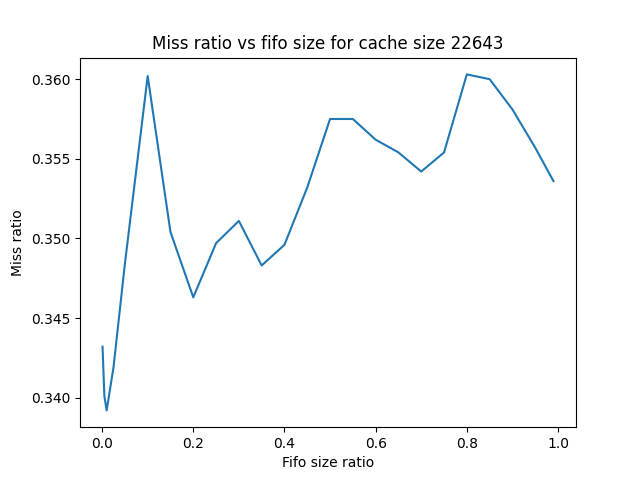 Miss ratio vs fifo size for cache size 22643
0.360
0.355
0.350
0.345
0.340
Miss ratio
0.0 0.2 0.4 0.6 0.8 1.0
Fifo size ratio